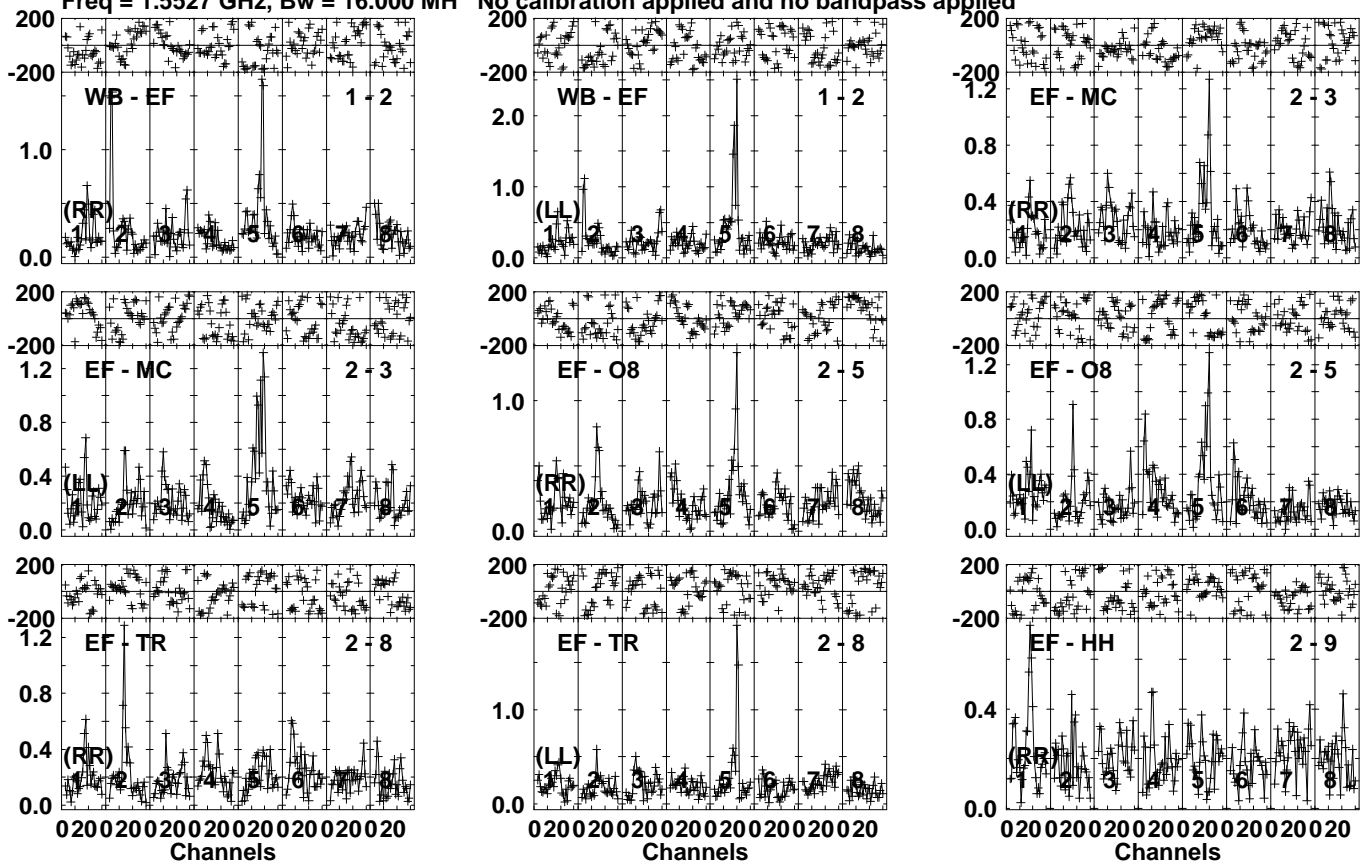 Freq = 1.5527 GHz, Bw = 16.000 MH No calibration applied and no bandpass applied
200 200 200
-200 -200 -200
WB - EF 1 - 2 WB - EF 1 - 2 EF - MC 2 - 3
1.0 0.0 2.0 1.0 0.0 1.2 0.8 0.4 0.0
(RR) (LL) (RR)
1 2 3 4 5 6 7 8 1 2 3 4 5 6 7 8 1 2 3 4 5 6 7 8
200 200 200
-200 -200 -200
EF - MC 2 - 3 EF - O8 2 - 5 EF - O8 2 - 5
1.2 0.8 0.4 0.0 1.0 0.0 1.2 0.8 0.4 0.0
(LL) (RR) (LL)
1 2 3 4 5 6 7 8 1 2 3 4 5 6 7 8 1 2 3 4 5 6 7 8
200 200 200
-200 -200 -200
EF - TR 2 - 8 EF - TR 2 - 8 EF - HH 2 - 9
1.2 0.8 0.4 0.0 1.0 0.0 0.4 0.0
(RR) (LL) (RR)
1 2 3 4 5 6 7 8 1 2 3 4 5 6 7 8 1 2 3 4 5 6 7 8
0 20 0 20 0 20 0 20 0 20 0 20 0 20 0 20 0 20 0 20 0 20 0 20 0 20 0 20 0 20 0 20 0 20 0 20 0 20 0 20 0 20 0 20 0 20 0 20
Channels Channels Channels